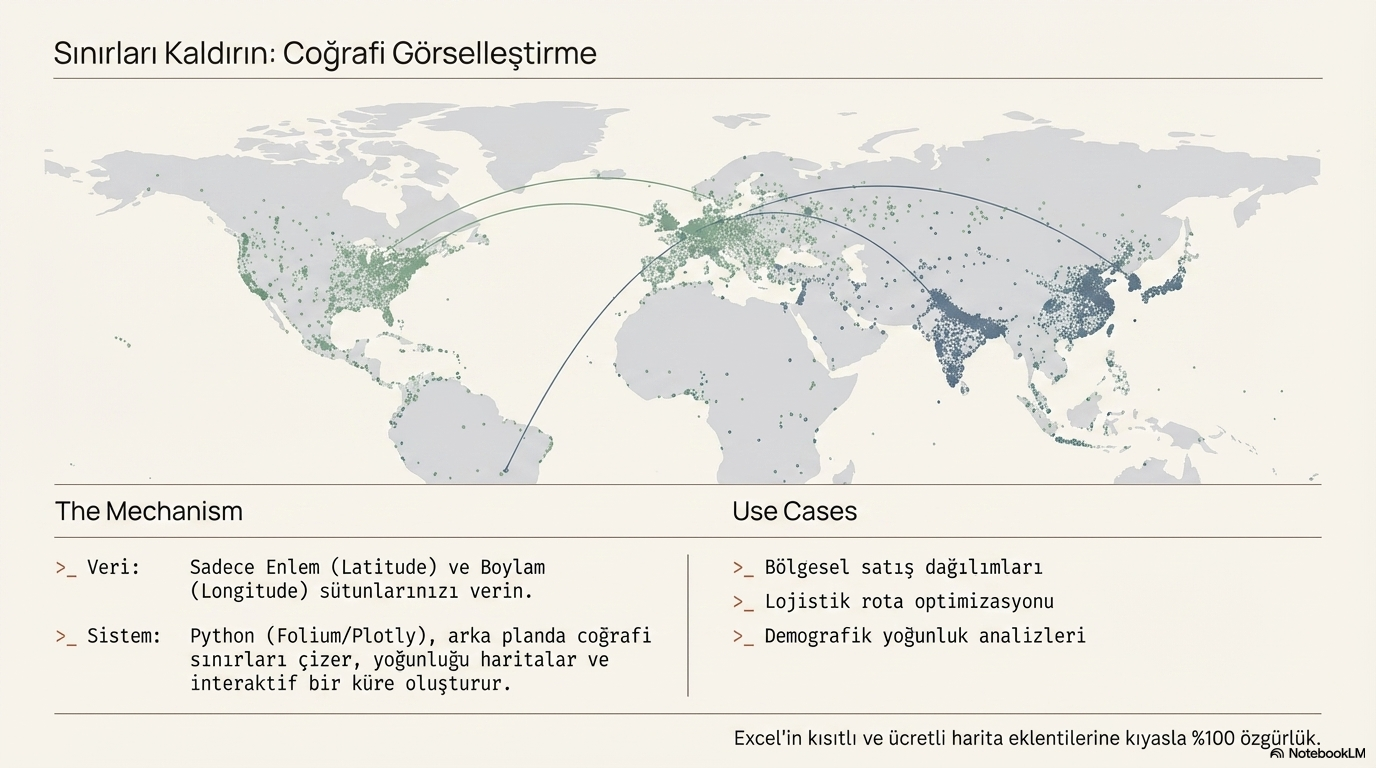 Sınırları Kaldırın: Coğrafi Görselleştirme
The Mechanism
>_ Veri: Sadece Enlem (Latitude) ve Boylam
(Longitude) sütunlarınızı verin.
>_ Sistem: Python (Folium/Plotly), arka planda coğrafi
sınırları çizer, yoğunluğu haritalar ve
interaktif bir küre oluşturur.
Use Cases
>_ Bölgesel satış dağılımları
>_ Lojistik rota optimizasyonu
>_ Demografik yoğunluk analizleri
Excel'in kısıtlı ve ücretli harita eklentilerine kıyasla %100 özgürlük.
NotebookLM